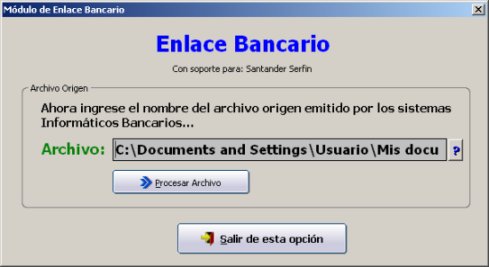 Módulo de Enlace Bancario
Enlace Bancario
Con soporte para: Santander Serfin
Archivo Origen
Ahora ingrese el nombre del archivo origen emitido por los sistemas
Informáticos Bancarios...
Archivo: C:\Documents and Settings\Usuario\Mis docu ?
Procesar Archivo
Salir de esta opción